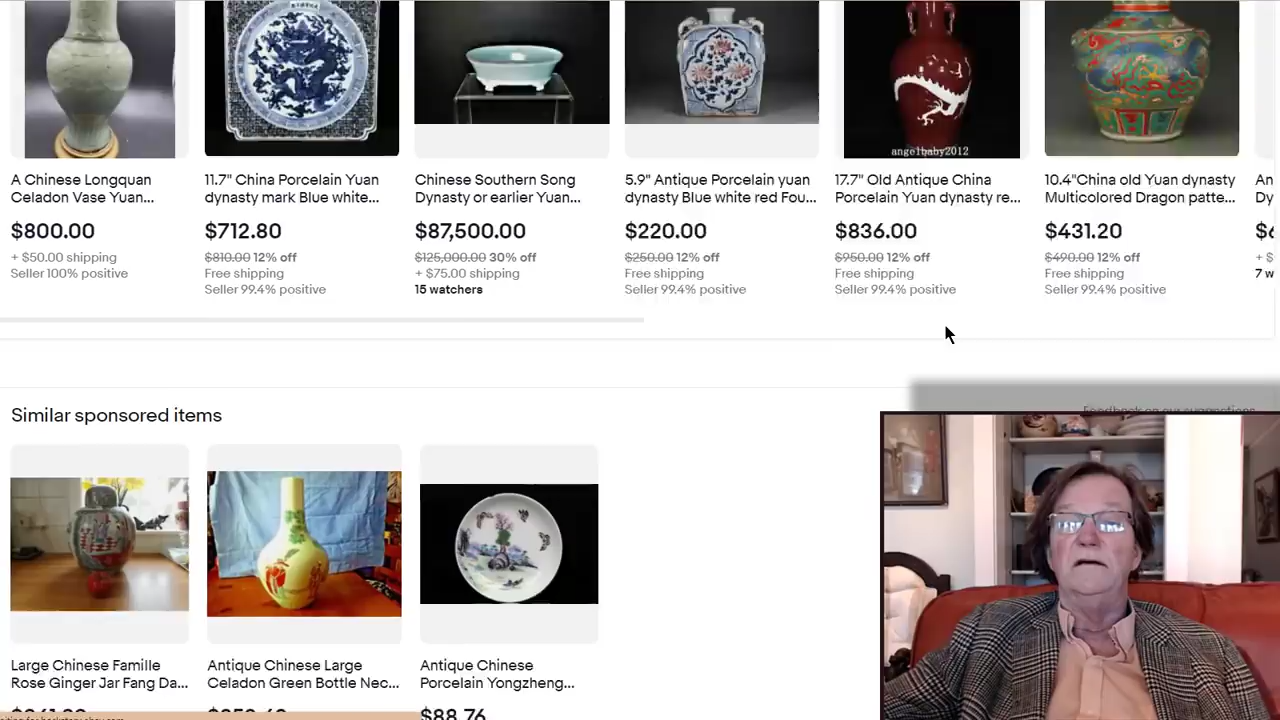 angelbaby2012
A Chinese Longquan
Celadon Vase Yuan...
$800.00
+ $50.00 shipping
Seller 100% positive
11.7" China Porcelain Yuan
dynasty mark Blue white...
$712.80
$810.00 12% off
Free shipping
Seller 99.4% positive
Chinese Southern Song
Dynasty or earlier Yuan...
$87,500.00
$125,000.00 30% off
+ $75.00 shipping
15 watchers
5.9" Antique Porcelain yuan
dynasty Blue white red Fou...
$220.00
$250.00 12% off
Free shipping
Seller 99.4% positive
17.7" Old Antique China
Porcelain Yuan dynasty re...
$836.00
$950.00 12% off
Free shipping
Seller 99.4% positive
10.4"China old Yuan dynasty
Multicolored Dragon patte...
$431.20
$490.00 12% off
Free shipping
Seller 99.4% positive
An
Dy
+ $
7 w
Similar sponsored items
Feedback on our suggestions
Large Chinese Famille
Rose Ginger Jar Fang Da...
Antique Chinese Large
Celadon Green Bottle Nec...
Antique Chinese
Porcelain Yongzheng...
$88.76